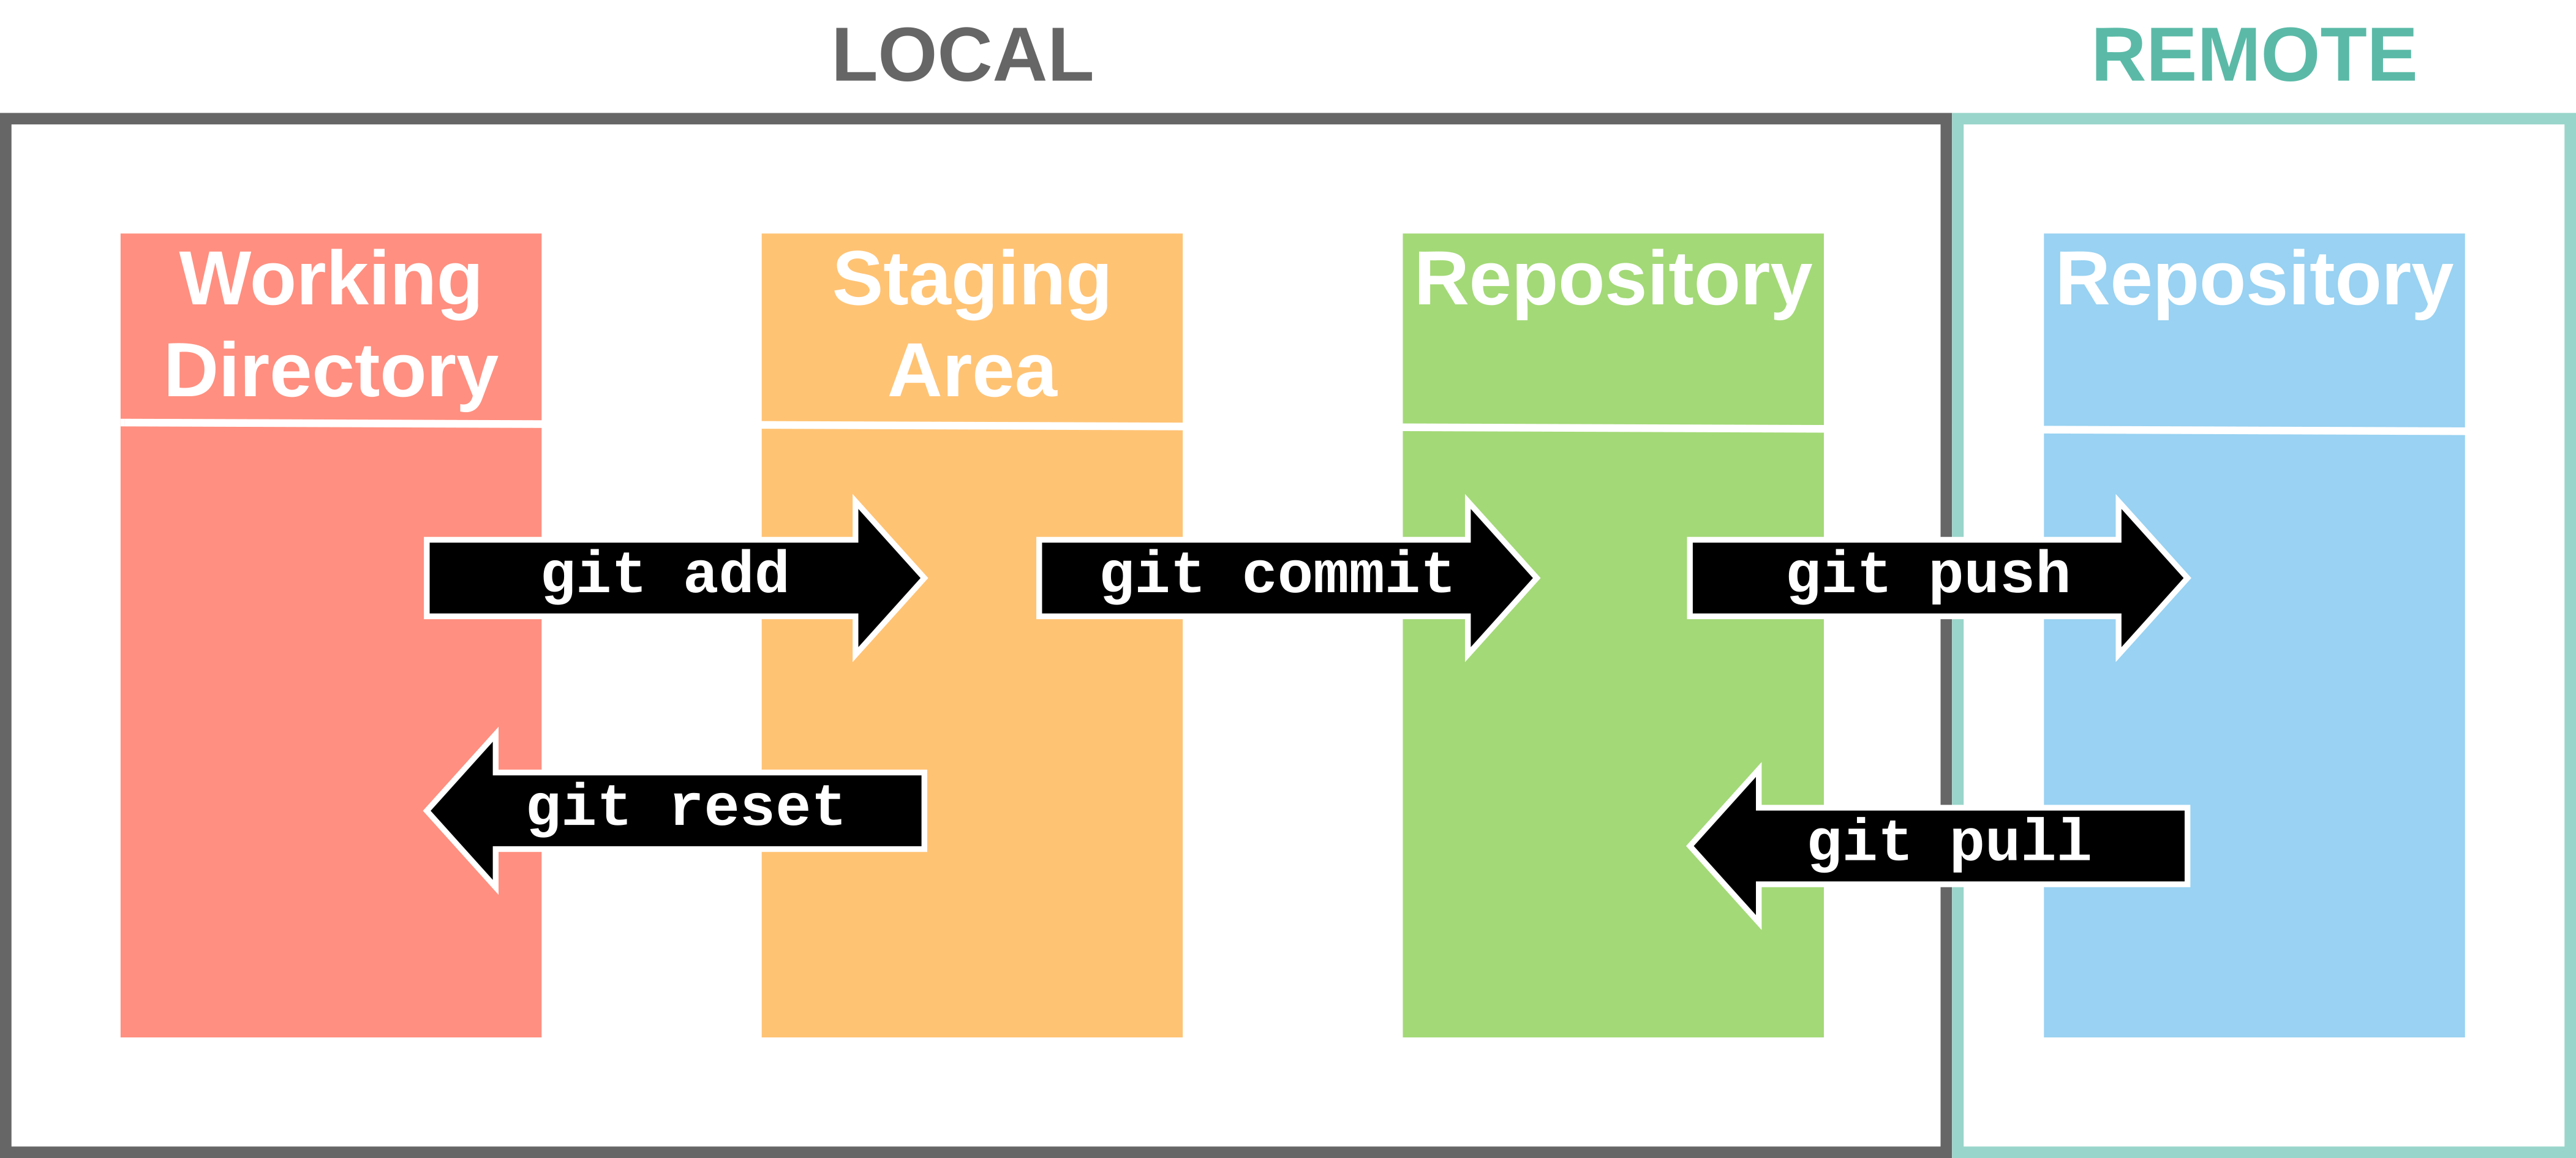 LOCAL
REMOTE
Working
Directory
Staging
Area
Repository
Repository
git add
git commit
git push
git reset
git pull